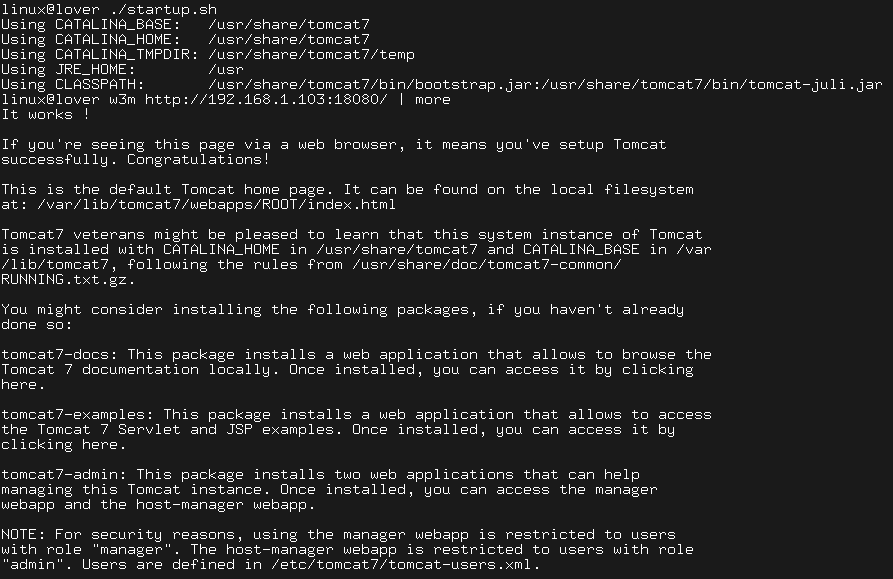 linux@lover ./startup.sh
Using CATALINA_BASE:   /usr/share/tomcat7
Using CATALINA_HOME:   /usr/share/tomcat7
Using CATALINA_TMPDIR: /usr/share/tomcat7/temp
Using JRE_HOME:        /usr
Using CLASSPATH:       /usr/share/tomcat7/bin/bootstrap.jar:/usr/share/tomcat7/bin/tomcat-juli.jar
linux@lover w3m http://192.168.1.103:18080/ | more
It works !
If you're seeing this page via a web browser, it means you've setup Tomcat
successfully. Congratulations!
This is the default Tomcat home page. It can be found on the local filesystem
at: /var/lib/tomcat7/webapps/ROOT/index.html
Tomcat7 veterans might be pleased to learn that this system instance of Tomcat
is installed with CATALINA_HOME in /usr/share/tomcat7 and CATALINA_BASE in /var
/lib/tomcat7, following the rules from /usr/share/doc/tomcat7-common/
RUNNING.txt.gz.
You might consider installing the following packages, if you haven't already
done so:
tomcat7-docs: This package installs a web application that allows to browse the
Tomcat 7 documentation locally. Once installed, you can access it by clicking
here.
tomcat7-examples: This package installs a web application that allows to access
the Tomcat 7 Servlet and JSP examples. Once installed, you can access it by
clicking here.
tomcat7-admin: This package installs two web applications that can help
managing this Tomcat instance. Once installed, you can access the manager
webapp and the host-manager webapp.
NOTE: For security reasons, using the manager webapp is restricted to users
with role "manager". The host-manager webapp is restricted to users with role
"admin". Users are defined in /etc/tomcat7/tomcat-users.xml.